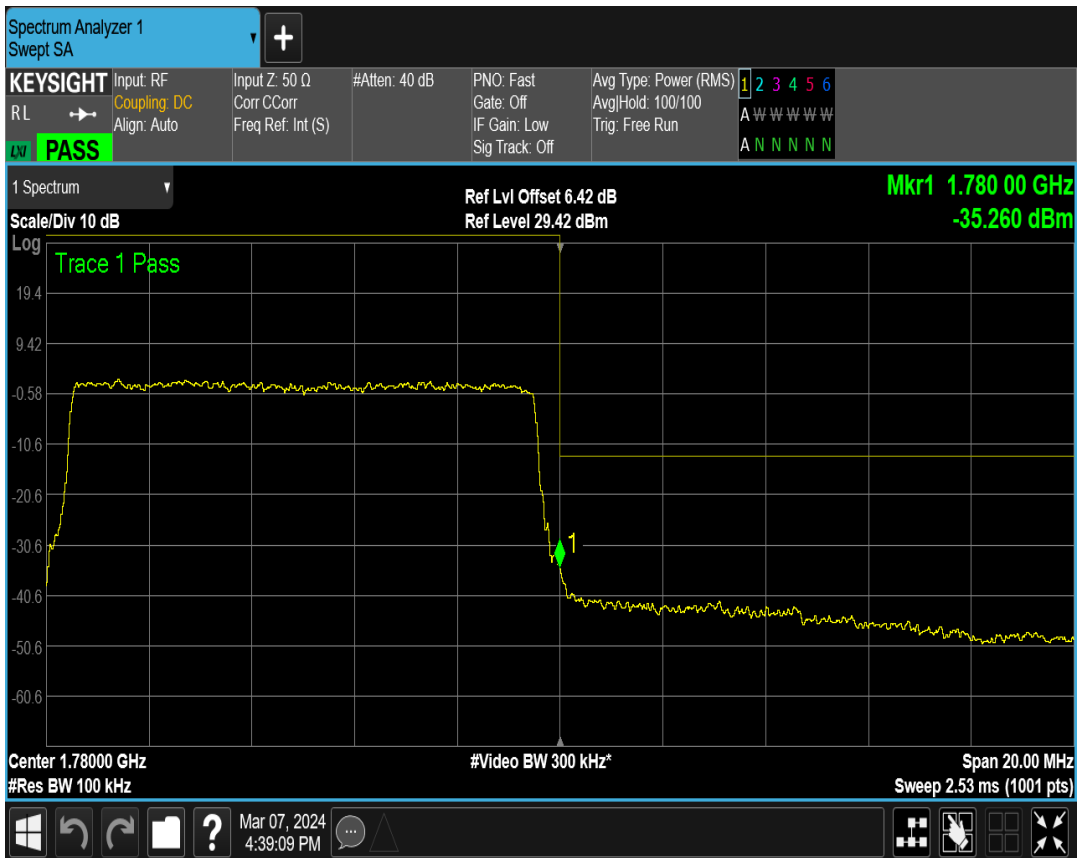 Spectrum Analyzer 1
Swept SA
+
KEYSIGHT
RL
LXI
PASS
Input: RF
Coupling: DC
Align: Auto
Input Z: 50 Ω
Corr CCorr
Freq Ref: Int (S)
#Atten: 40 dB
PNO: Fast
Gate: Off
IF Gain: Low
Sig Track: Off
Avg Type: Power (RMS)
Avg|Hold: 100/100
Trig: Free Run
1 2 3 4 5 6
A W W W W W
A N N N N N
1 Spectrum
Scale/Div 10 dB
Ref Lvl Offset 6.42 dB
Ref Level 29.42 dBm
Mkr1 1.780 00 GHz
-35.260 dBm
Log
Trace 1 Pass
19.4
9.42
-0.58
-10.6
-20.6
-30.6
-40.6
-50.6
-60.6
1
Center 1.78000 GHz
#Res BW 100 kHz
#Video BW 300 kHz*
Span 20.00 MHz
Sweep 2.53 ms (1001 pts)
?
Mar 07, 2024
4:39:09 PM